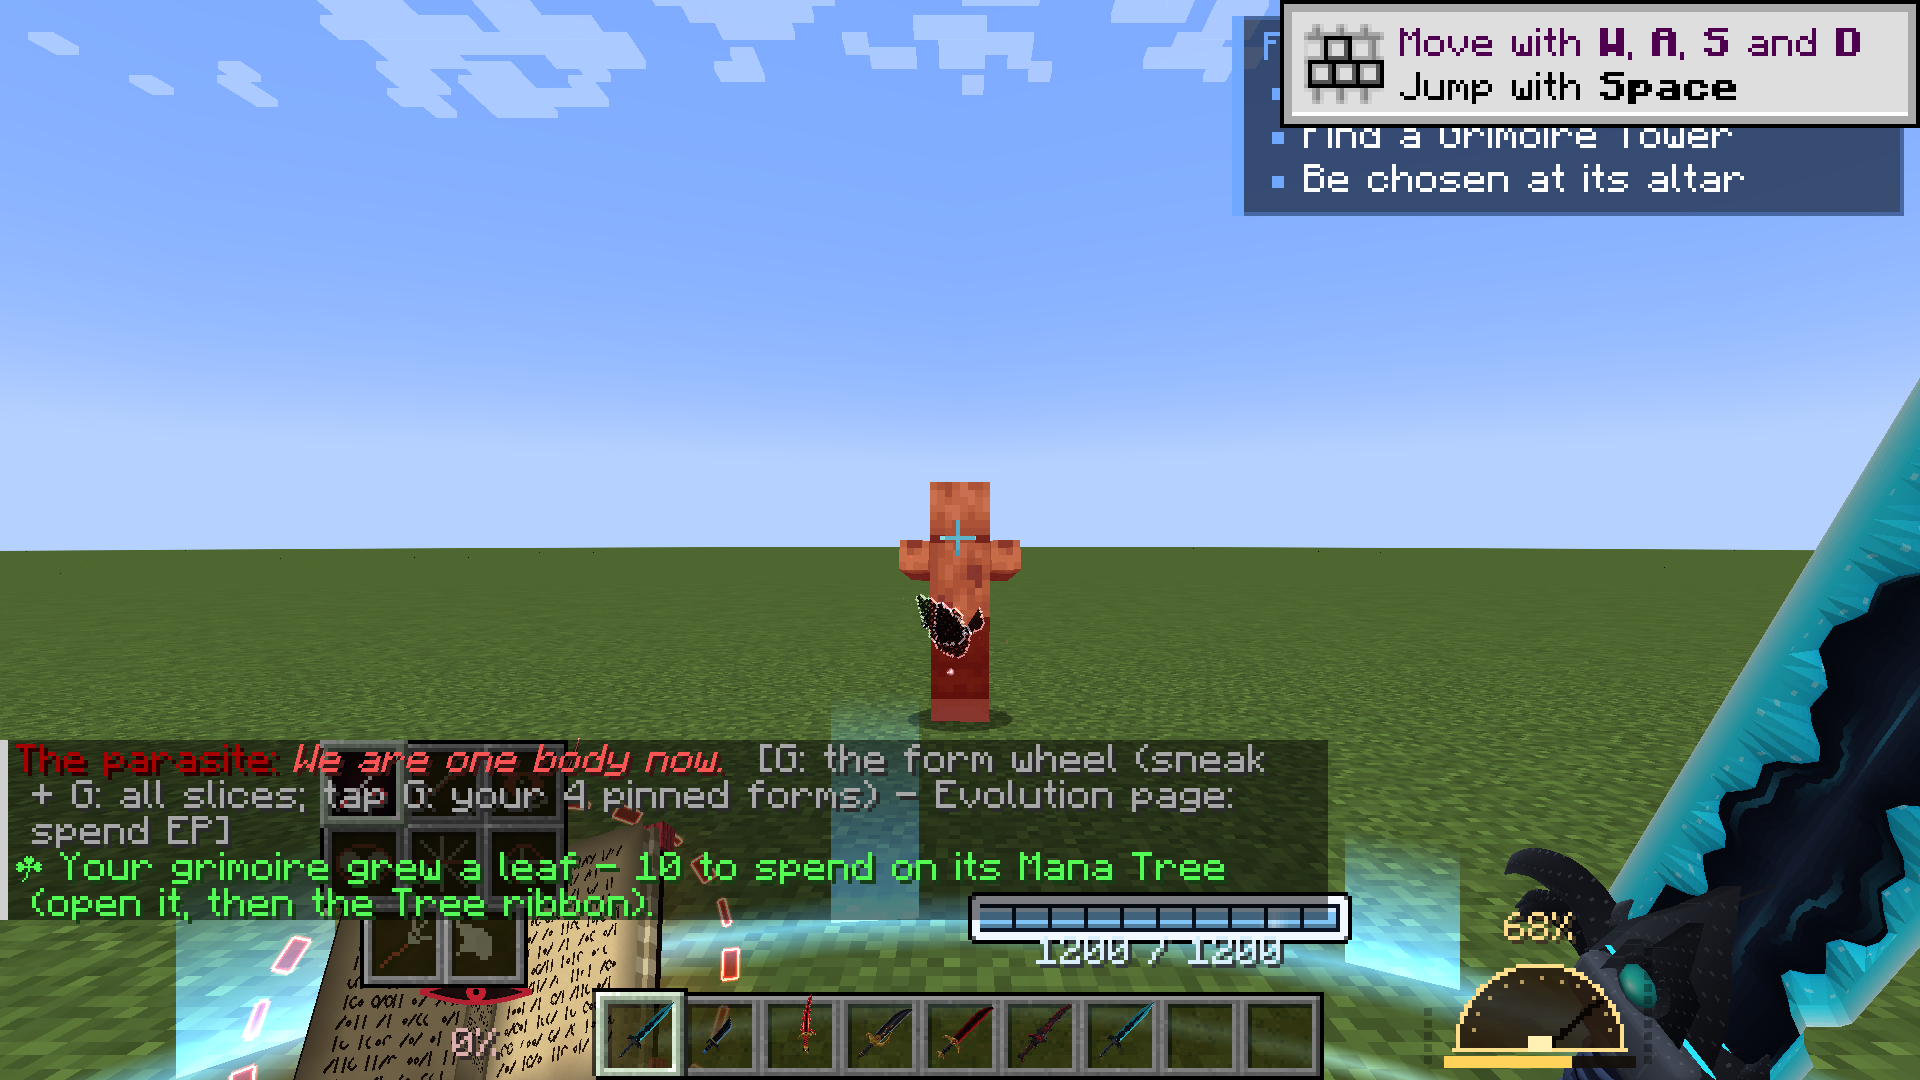 Move with W, A, S and D
Jump with Space
Find a Grimoire Tower
Be chosen at its altar
The parasite: We are one body now. [G: the form wheel (sneak
+ G: all slices; tap G: your 4 pinned forms) – Evolution page:
spend EP]
☘ Your grimoire grew a leaf – 10 to spend on its Mana Tree
(open it, then the Tree ribbon).
1200 / 1200
68%
0%